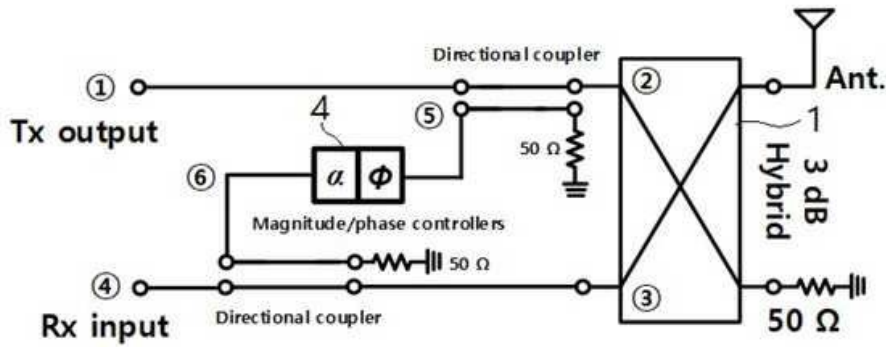 Directional coupler
① ② Ant.
Tx output
4 ⑤ 1
50 Ω
⑥ α Φ
3 dB
Hybrid
Magnitude/phase controllers
50 Ω
④ ③
Rx input Directional coupler
50 Ω